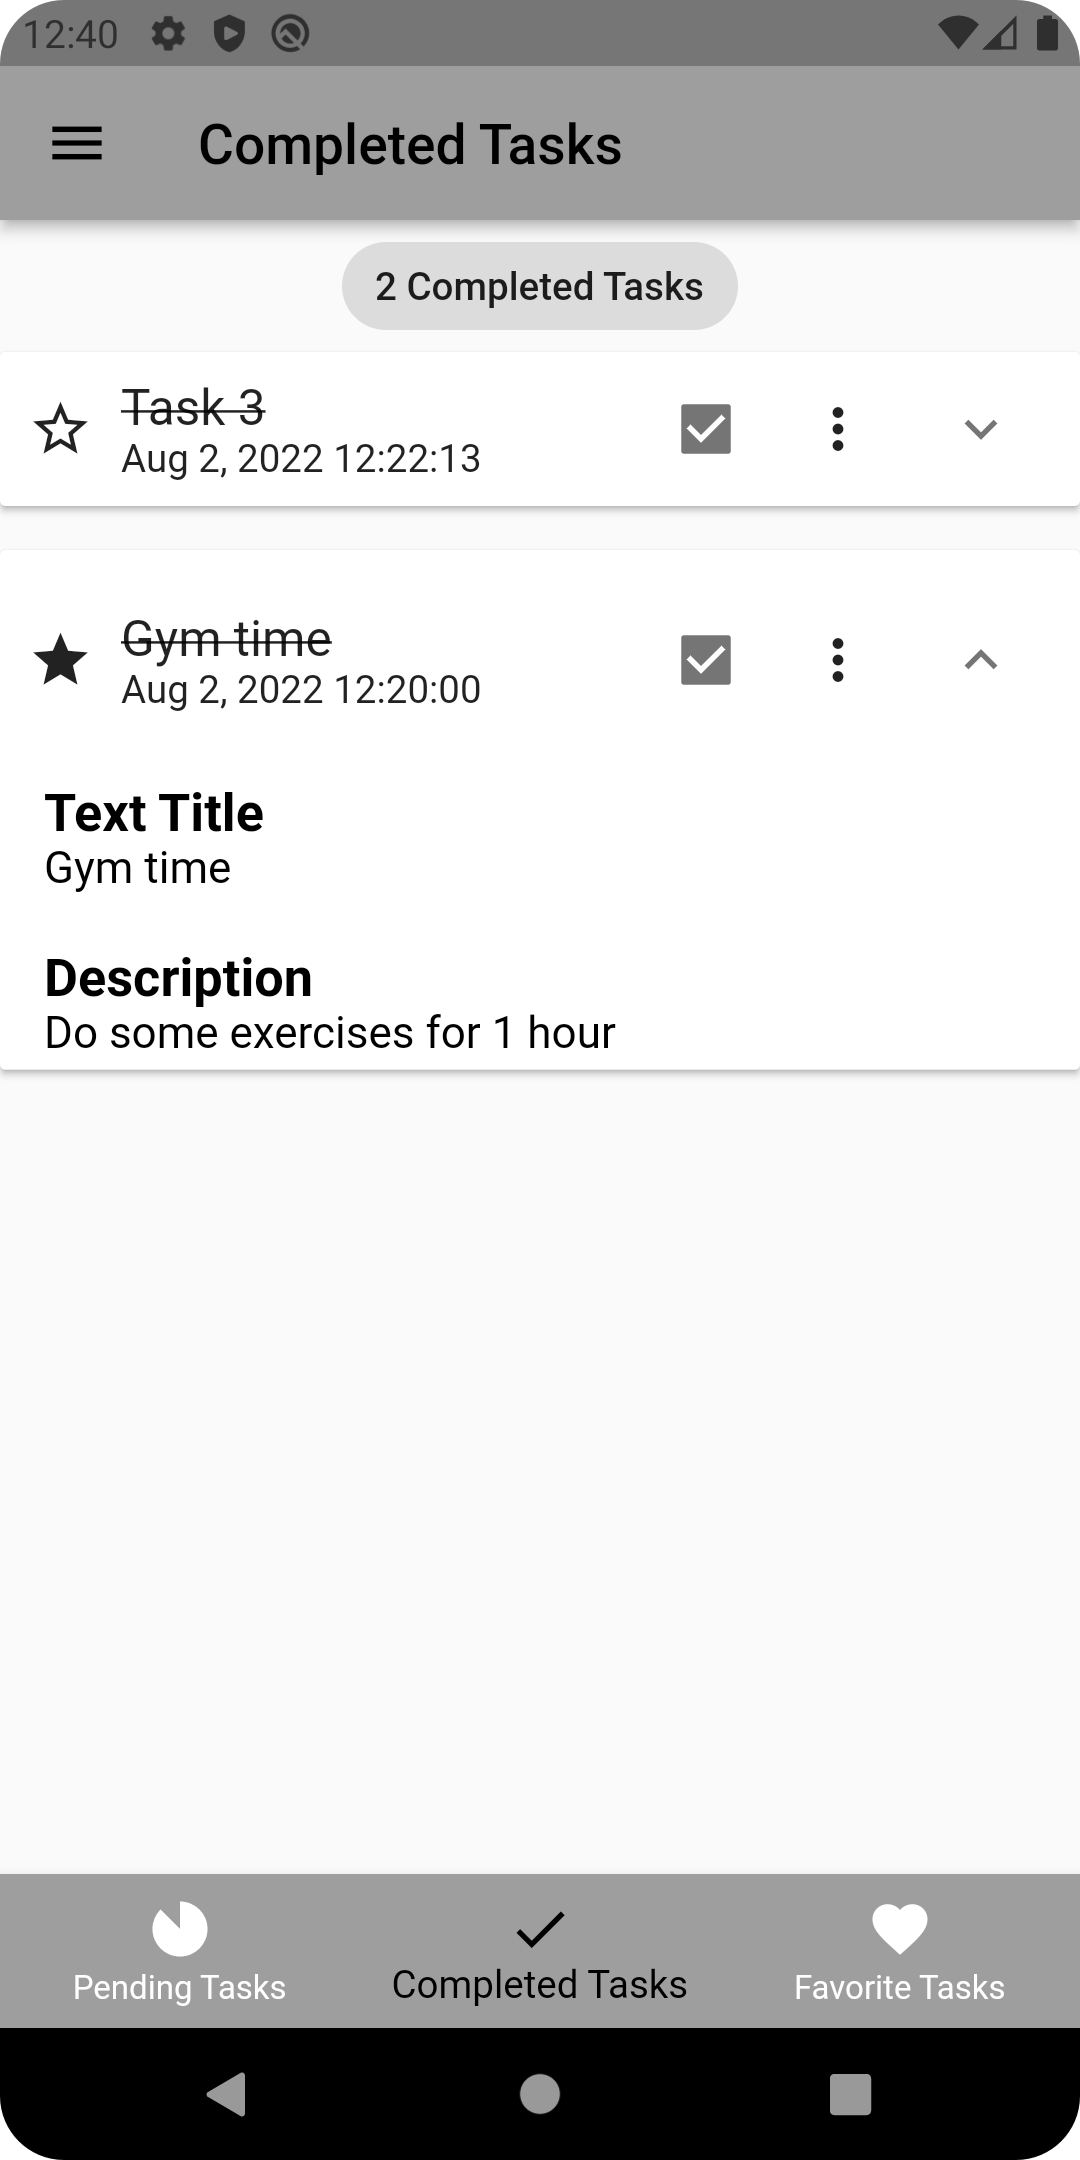 12:40
Completed Tasks
2 Completed Tasks
Task 3
Aug 2, 2022 12:22:13
Gym time
Aug 2, 2022 12:20:00
Text Title
Gym time
Description
Do some exercises for 1 hour
Pending Tasks
Completed Tasks
Favorite Tasks